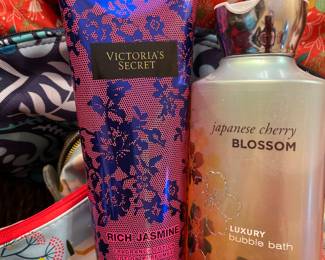 VICTORIA'S
SECRET
RICH JASMINE
japanese cherry
BLOSSOM
LUXURY
bubble bath